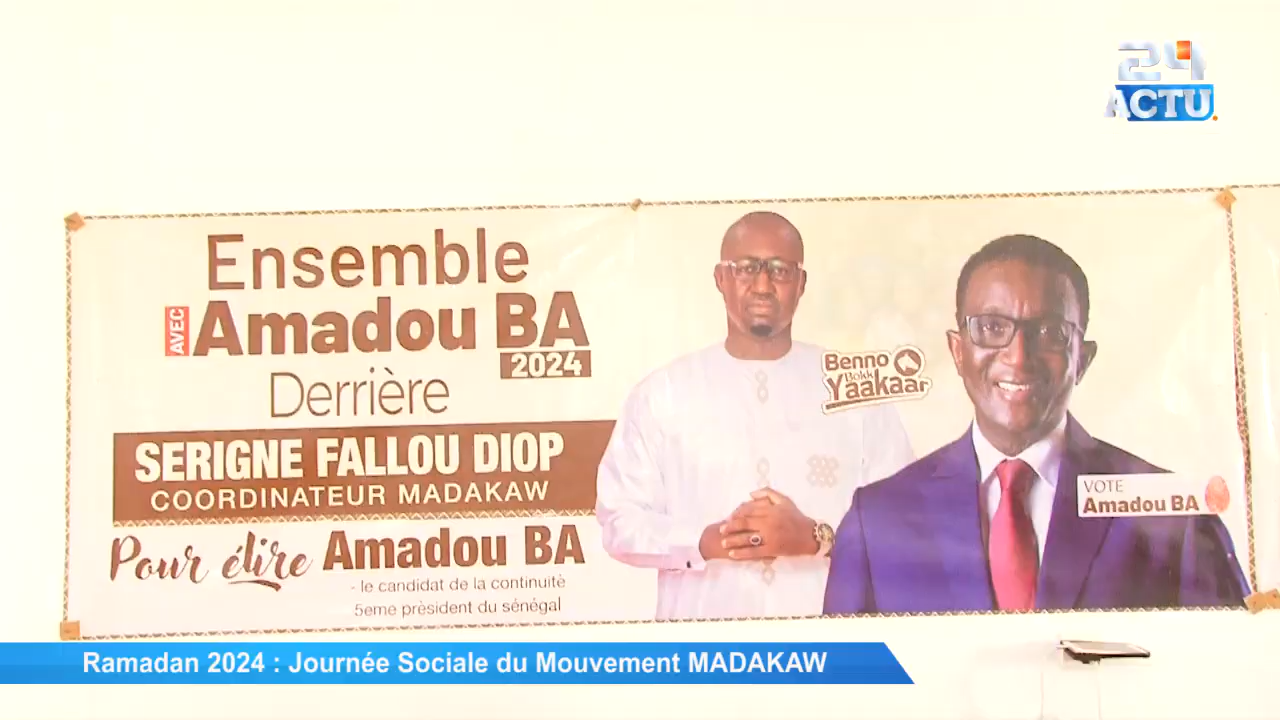 24
ACTU
Ensemble
AVEC
Amadou BA
2024
Derrière
SERIGNE FALLOU DIOP
COORDINATEUR MADAKAW
Pour élire Amadou BA
- le candidat de la continuité
5eme président du sénégal
Benno
Bokk
Yaakaar
VOTE
Amadou BA
Ramadan 2024 : Journée Sociale du Mouvement MADAKAW